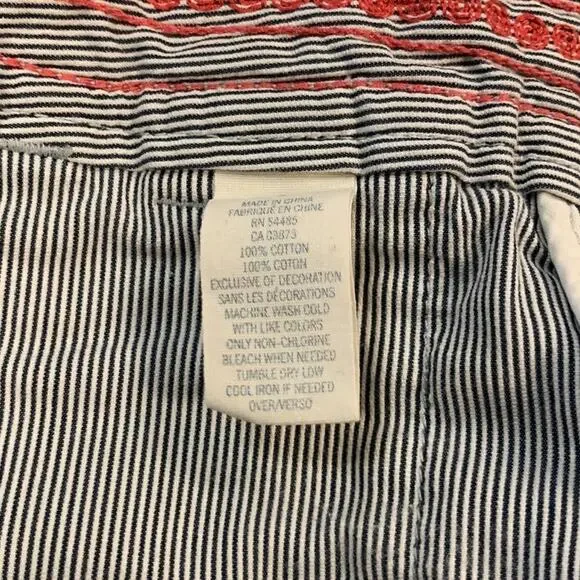 MADE IN CHINA
FABRIQUÉ EN CHINE
RN 54485
CA 03873
100% COTTON
100% COTON
EXCLUSIVE OF DECORATION
SANS LES DÉCORATIONS
MACHINE WASH COLD
WITH LIKE COLORS
ONLY NON-CHLORINE
BLEACH WHEN NEEDED
TUMBLE DRY LOW
COOL IRON IF NEEDED
OVER/VERSO